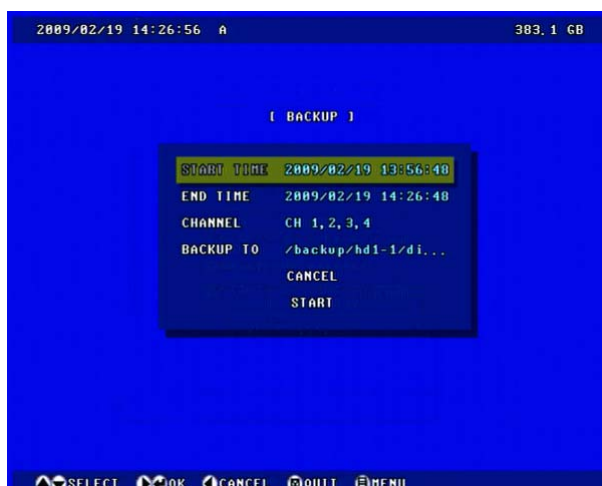 2009/02/19 14:26:56 A 383.1 GB
[ BACKUP ]
START TIME 2009/02/19 13:56:48
END TIME 2009/02/19 14:26:48
CHANNEL CH 1,2,3,4
BACKUP TO /backup/hd1-1/di...
CANCEL
START
SELECT OK CANCEL QUIT MENU